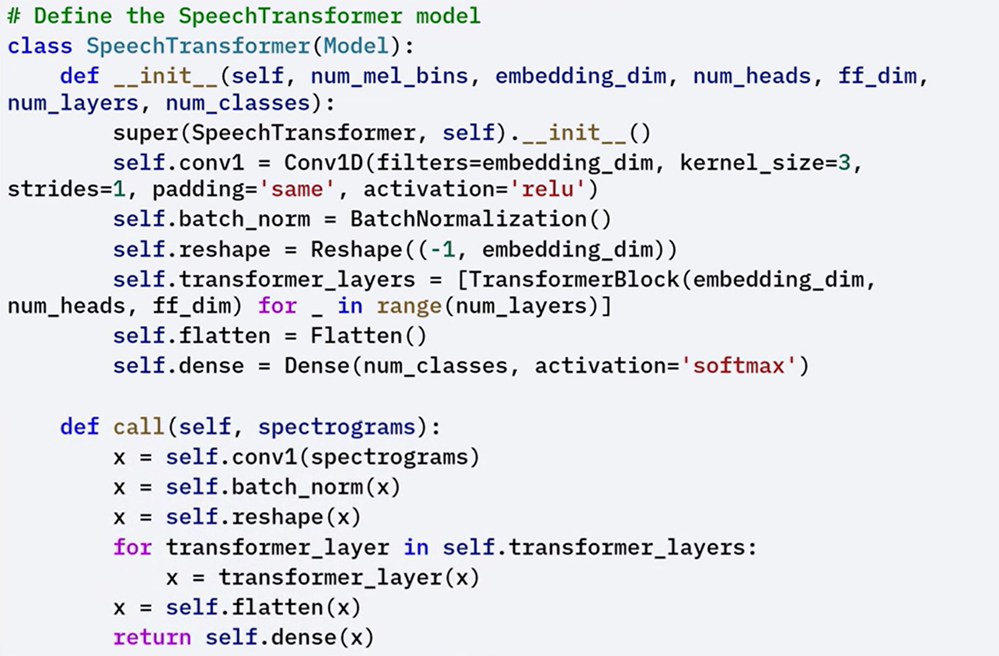 # Define the SpeechTransformer model
class SpeechTransformer(Model):
    def __init__(self, num_mel_bins, embedding_dim, num_heads, ff_dim,
num_layers, num_classes):
        super(SpeechTransformer, self).__init__()
        self.conv1 = Conv1D(filters=embedding_dim, kernel_size=3,
strides=1, padding='same', activation='relu')
        self.batch_norm = BatchNormalization()
        self.reshape = Reshape((-1, embedding_dim))
        self.transformer_layers = [TransformerBlock(embedding_dim,
num_heads, ff_dim) for _ in range(num_layers)]
        self.flatten = Flatten()
        self.dense = Dense(num_classes, activation='softmax')

    def call(self, spectrograms):
        x = self.conv1(spectrograms)
        x = self.batch_norm(x)
        x = self.reshape(x)
        for transformer_layer in self.transformer_layers:
            x = transformer_layer(x)
        x = self.flatten(x)
        return self.dense(x)